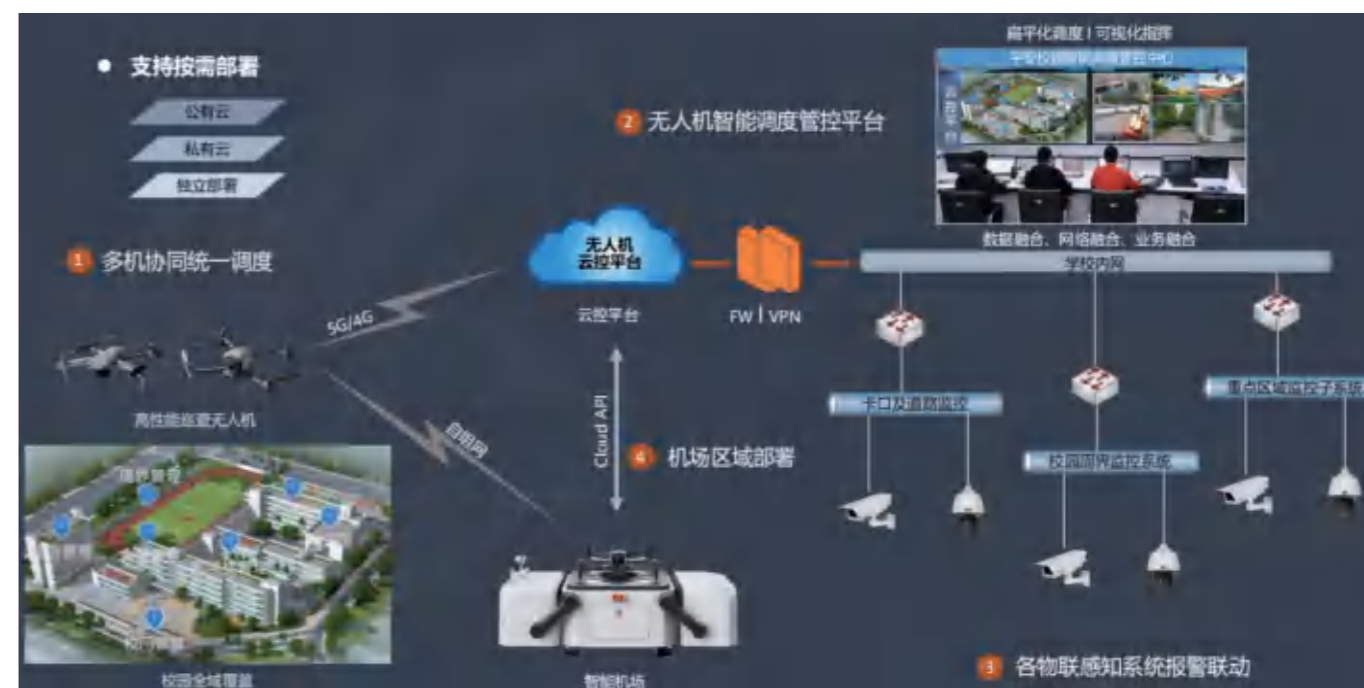 支持按需部署
公有云
私有云
独立部署
扁平化调度 | 可视化指挥
2 无人机智能调度管控平台
1 多机协同统一调度
无人机
云控平台
云控平台
FW | VPN
数据融合、网络融合、业务融合
学校内网
5G/4G
高性能巡查无人机
自组网
Cloud API
4 机场区域部署
卡口及道路监控
校园周界监控系统
重点区域监控子系统
校园全域覆盖
智能机场
3 各物联感知系统报警联动